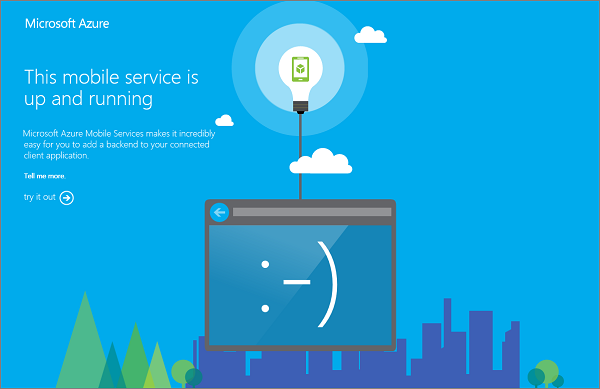 Microsoft Azure
This mobile service is
up and running
Microsoft Azure Mobile Services makes it incredibly
easy for you to add a backend to your connected
client application.
Tell me more.
try it out
:-)